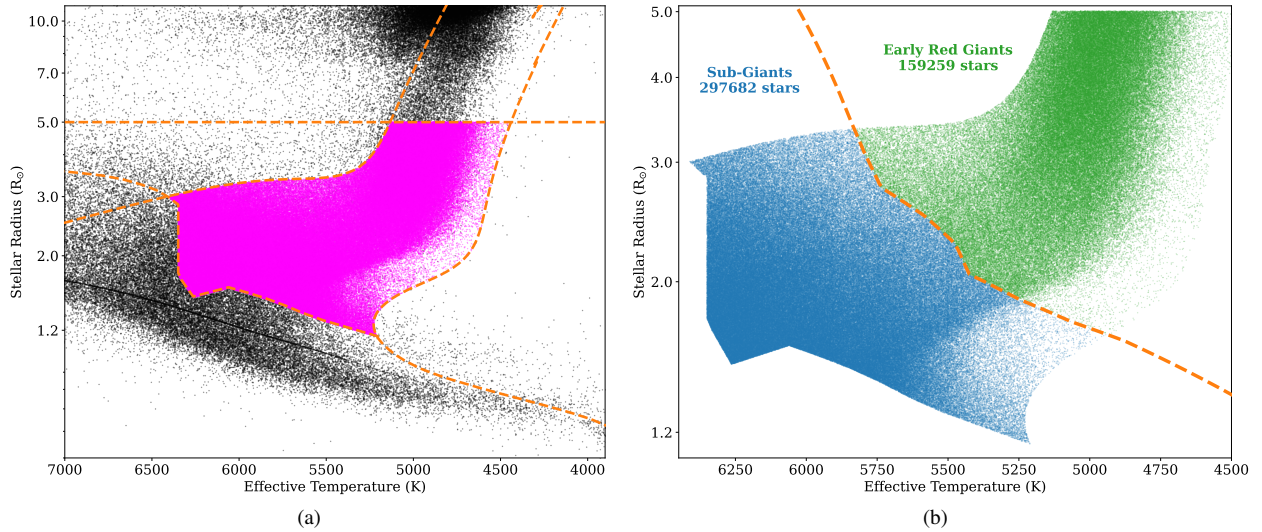 10.0
7.0
5.0
3.0
2.0
1.2
Stellar Radius (R⊙)
7000 6500 6000 5500 5000 4500 4000
Effective Temperature (K)
(a)
5.0
4.0
3.0
2.0
1.2
Stellar Radius (R⊙)
Sub-Giants
297682 stars
Early Red Giants
159259 stars
6250 6000 5750 5500 5250 5000 4750 4500
Effective Temperature (K)
(b)